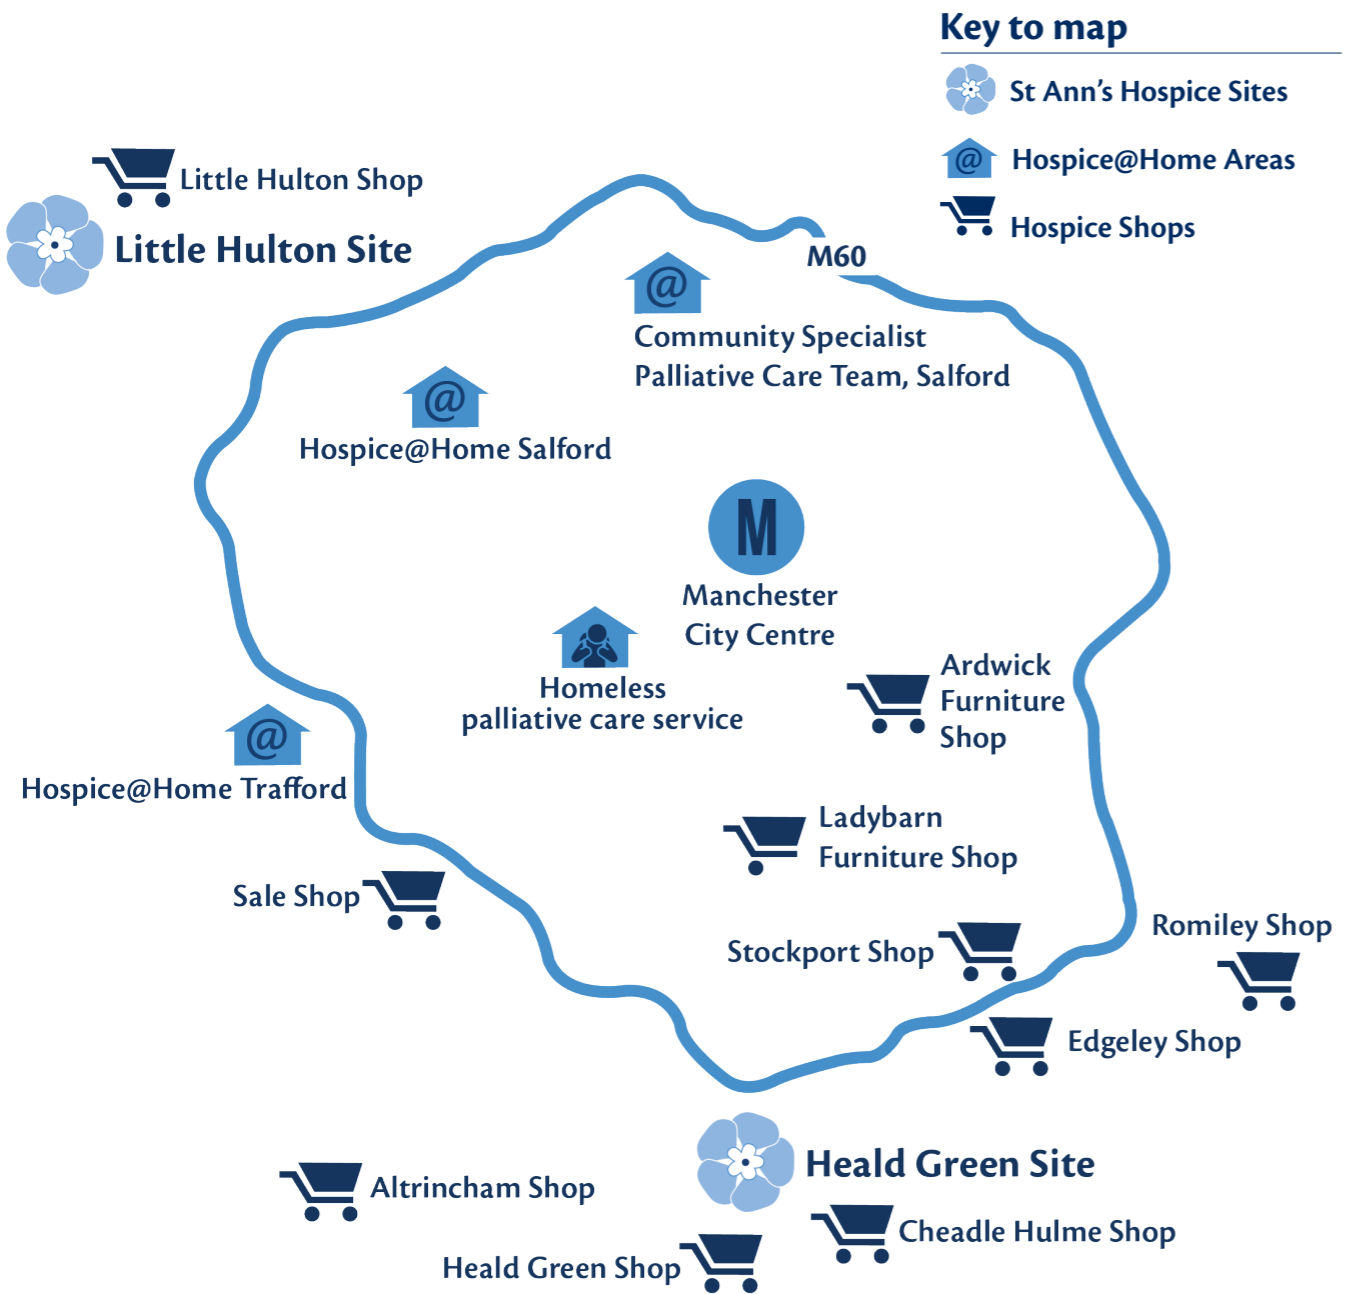 Key to map
St Ann's Hospice Sites
@
Hospice@Home Areas
Hospice Shops
Little Hulton Shop
Little Hulton Site
M60
@
Community Specialist
Palliative Care Team, Salford
@
Hospice@Home Salford
M
Manchester
City Centre
Homeless
palliative care service
Ardwick
Furniture
Shop
@
Hospice@Home Trafford
Ladybarn
Furniture Shop
Sale Shop
Stockport Shop
Romiley Shop
Edgeley Shop
Heald Green Site
Altrincham Shop
Cheadle Hulme Shop
Heald Green Shop